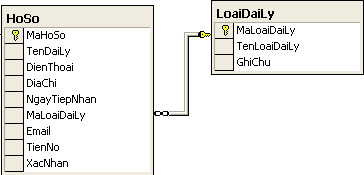 HoSo
MaHoSo
TenDaiLy
DienThoai
DiaChi
NgayTiepNhan
MaLoaiDaiLy
Email
TienNo
XacNhan
LoaiDaiLy
MaLoaiDaiLy
TenLoaiDaiLy
GhiChu